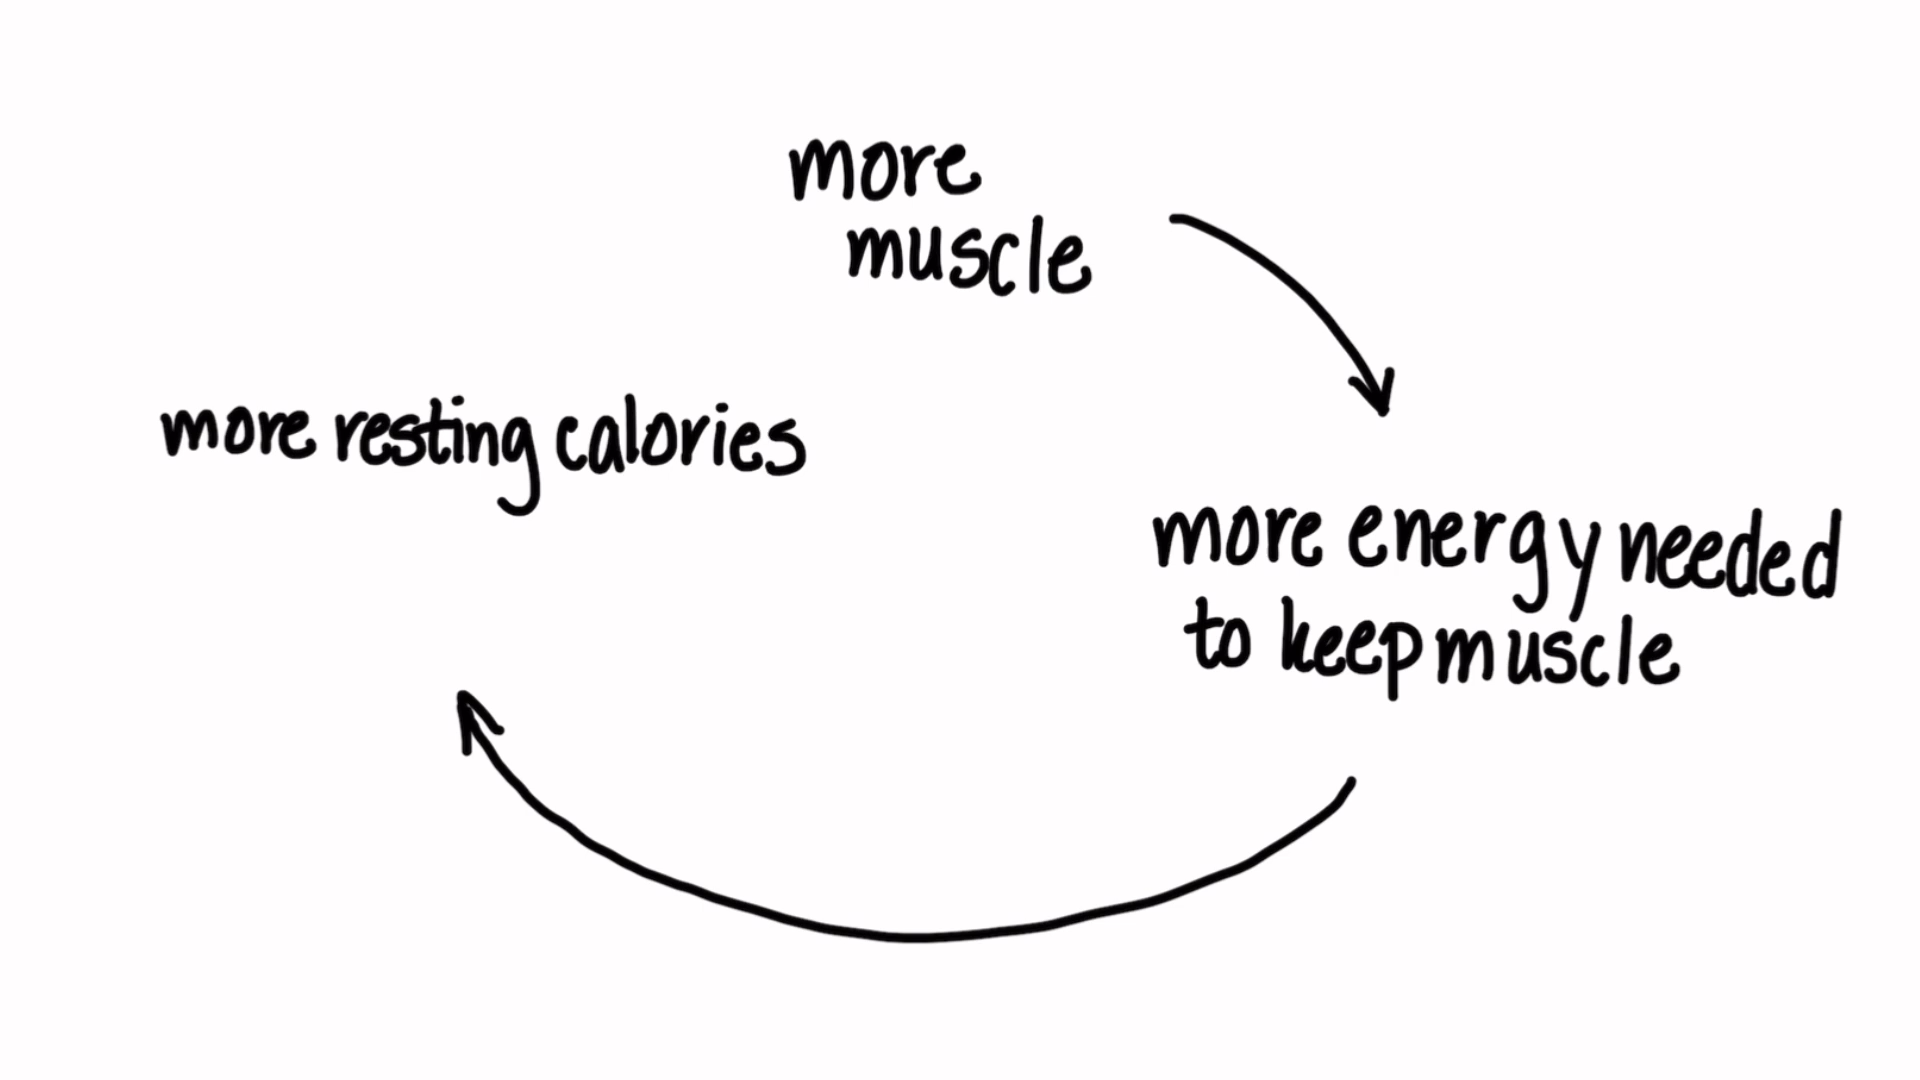 more
muscle
more resting calories
more energy needed
to keep muscle